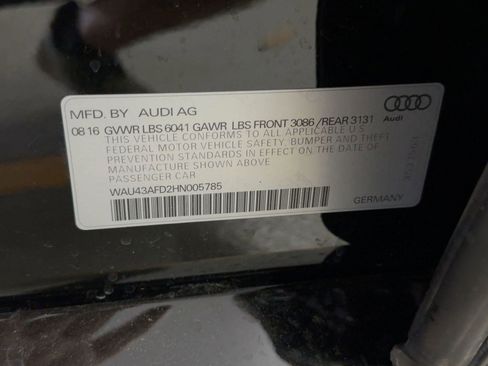 MFD. BY AUDI AG
08 16 GVWR LBS 6041 GAWR LBS FRONT 3086 / REAR 3131
THIS VEHICLE CONFORMS TO ALL APPLICABLE U.S.
FEDERAL MOTOR VEHICLE SAFETY, BUMPER AND THEFT
PREVENTION STANDARDS IN EFFECT ON THE DATE OF
MANUFACTURE SHOWN ABOVE
PASSENGER CAR
WAU43AFD2HN005785
Audi
GERMANY